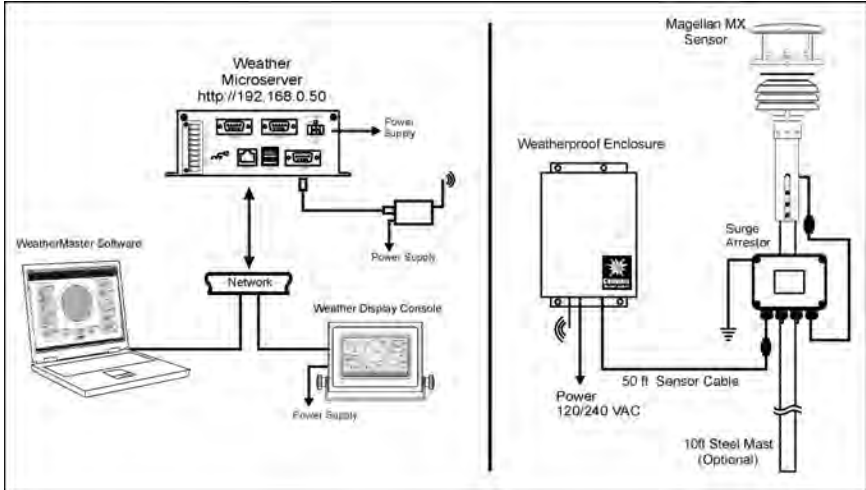 Weather
Microserver
http://192.168.0.50
Power
Supply
Power Supply
WeatherMaster Software
Network
Weather Display Console
Power Supply
Magellan MX
Sensor
Weatherproof Enclosure
Surge
Arrestor
50 ft Sensor Cable
Power
120/240 VAC
10ft Steel Mast
(Optional)